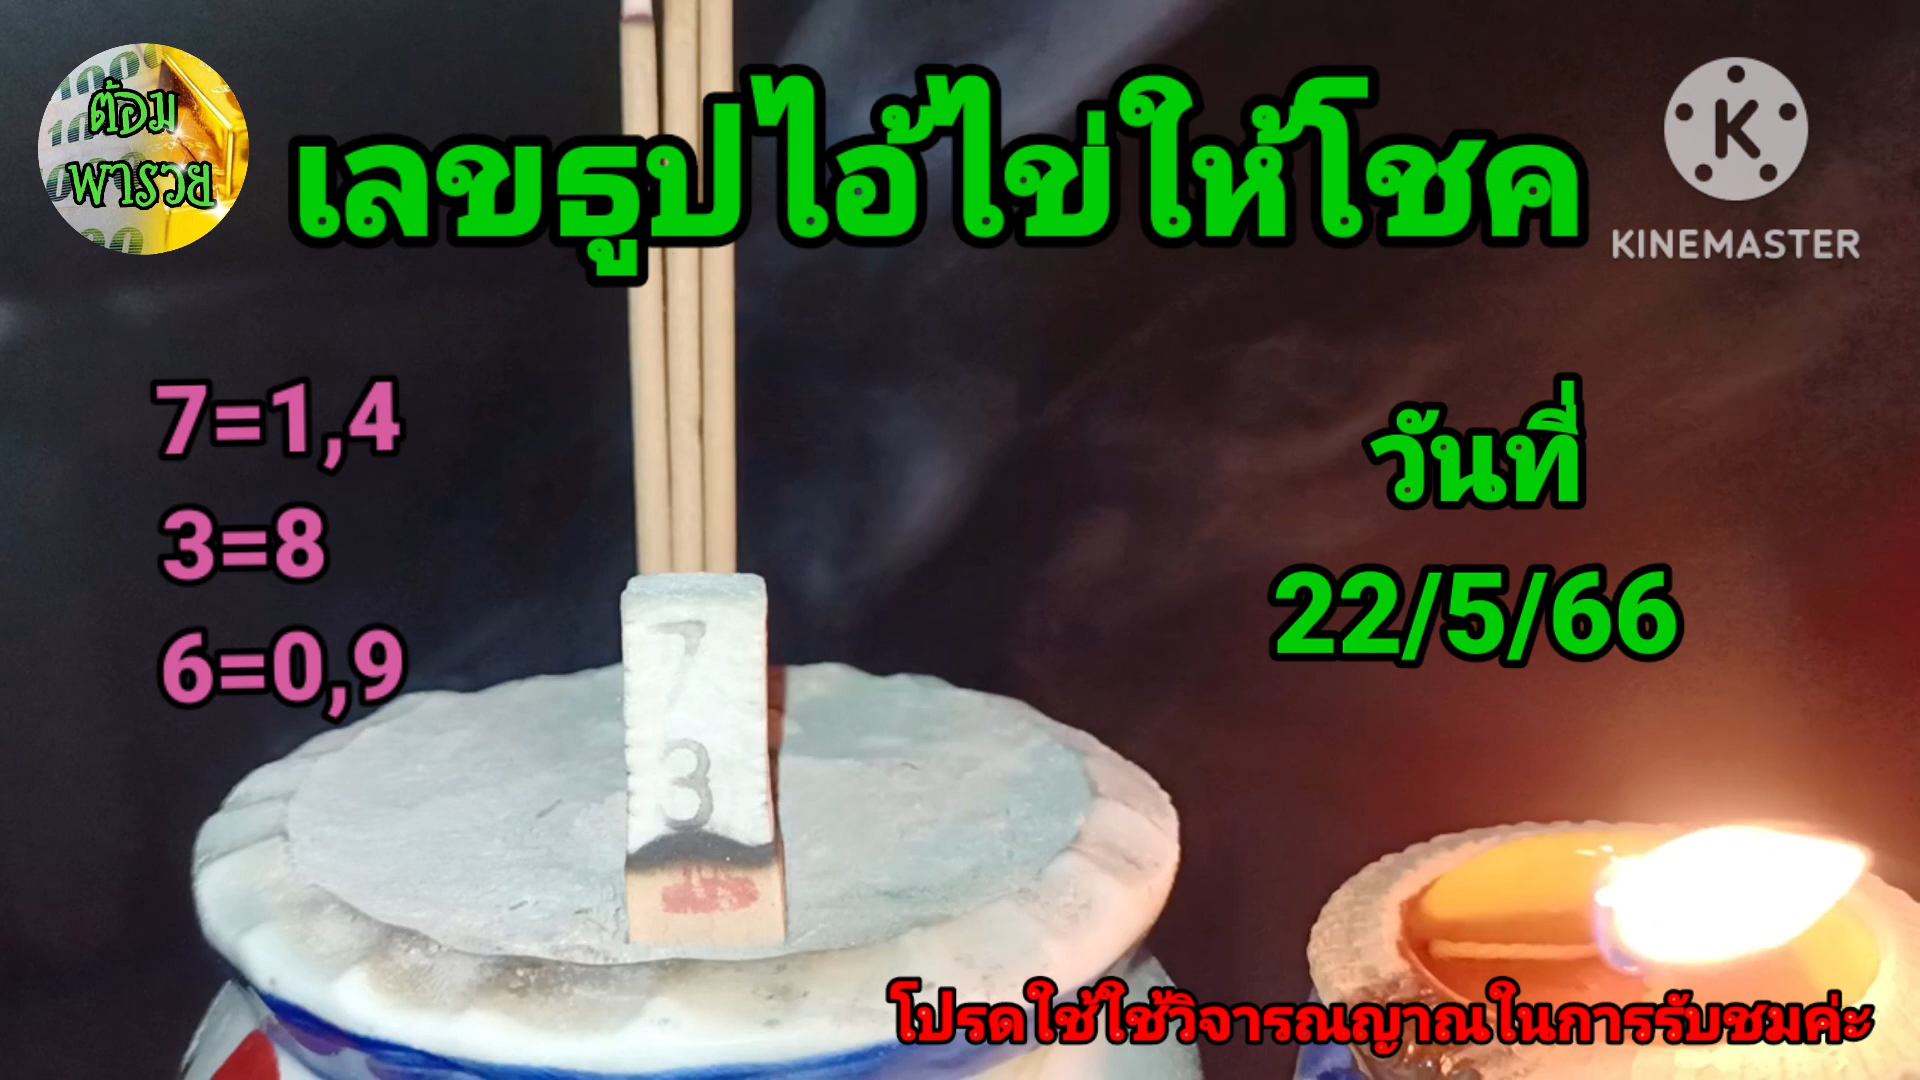 ต้อม
พารวย
เลขธูปไอ้ไข่ให้โชค
K
KINEMASTER
7=1,4
3=8
6=0,9
วันที่
22/5/66
7
3
โปรดใช้ใช้วิจารณญาณในการรับชมค่ะ